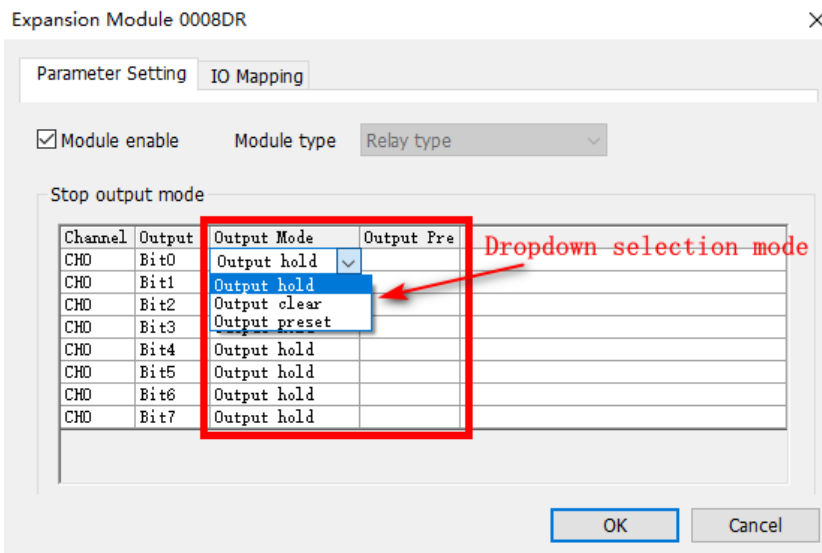 Expansion Module 0008DR
Parameter Setting IO Mapping
Module enable Module type Relay type
Stop output mode
Channel Output Output Mode Output Pre
CH0 Bit0 Output hold
Dropdown selection mode
CH0 Bit1 Output hold
CH0 Bit2 Output clear
CH0 Bit3 Output preset
CH0 Bit4 Output hold
CH0 Bit5 Output hold
CH0 Bit6 Output hold
CH0 Bit7 Output hold
OK Cancel